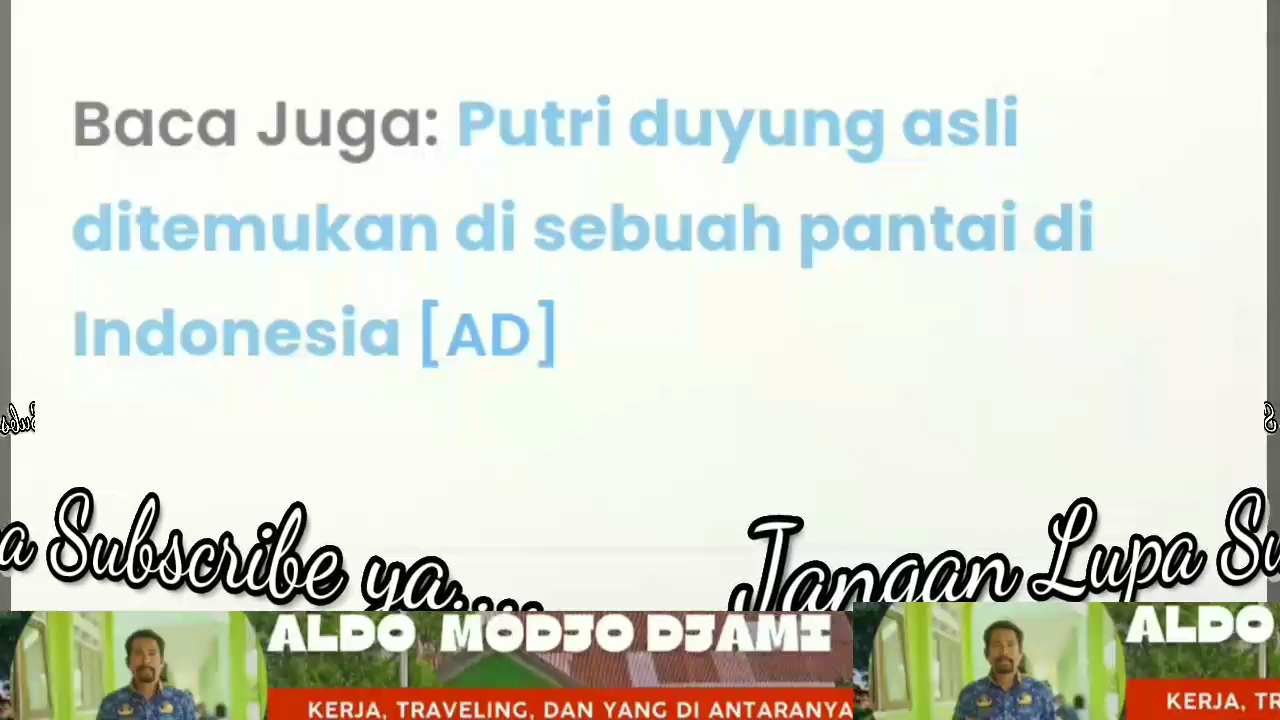 Baca Juga: Putri duyung asli
ditemukan di sebuah pantai di
Indonesia [AD]
Subscribe ya....
Jangan Lupa
ALDO MODJO DJAMI
KERJA, TRAVELING, DAN YANG DI ANTARANYA
ALDO
KERJA,